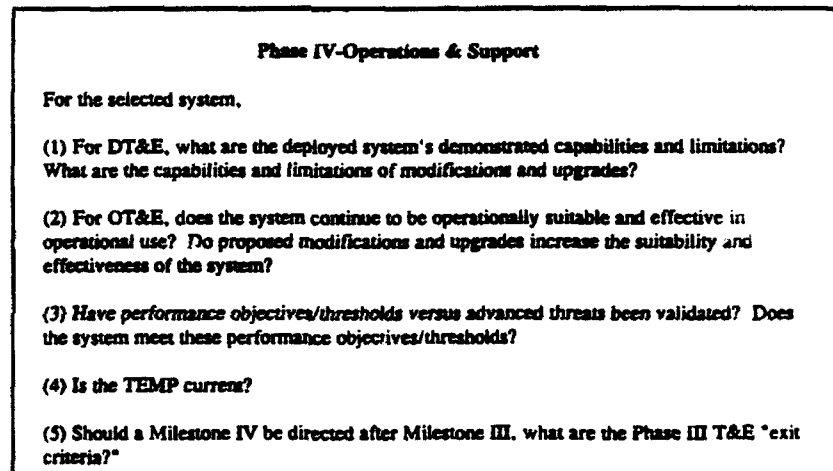 Phase IV-Operations & Support
For the selected system,
(1) For DT&E, what are the deployed system's demonstrated capabilities and limitations?
What are the capabilities and limitations of modifications and upgrades?
(2) For OT&E, does the system continue to be operationally suitable and effective in
operational use? Do proposed modifications and upgrades increase the suitability and
effectiveness of the system?
(3) Have performance objectives/thresholds versus advanced threats been validated? Does
the system meet these performance objectives/thresholds?
(4) Is the TEMP current?
(5) Should a Milestone IV be directed after Milestone III, what are the Phase III T&E "exit
criteria?"